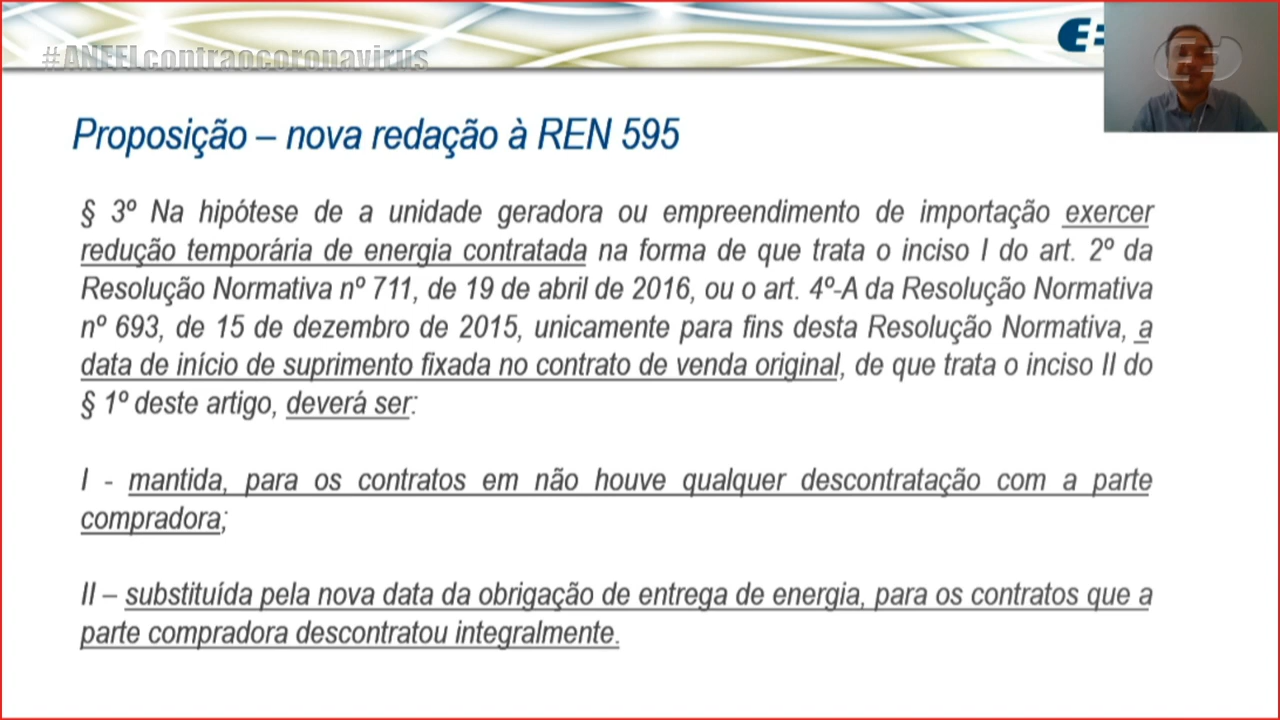 #ANEELcontraocoronavirus
Proposição – nova redação à REN 595
§ 3º Na hipótese de a unidade geradora ou empreendimento de importação exercer
redução temporária de energia contratada na forma de que trata o inciso I do art. 2º da
Resolução Normativa nº 711, de 19 de abril de 2016, ou o art. 4º-A da Resolução Normativa
nº 693, de 15 de dezembro de 2015, unicamente para fins desta Resolução Normativa, a
data de início de suprimento fixada no contrato de venda original, de que trata o inciso II do
§ 1º deste artigo, deverá ser:
I - mantida, para os contratos em não houve qualquer descontratação com a parte
compradora;
II – substituída pela nova data da obrigação de entrega de energia, para os contratos que a
parte compradora descontratou integralmente.